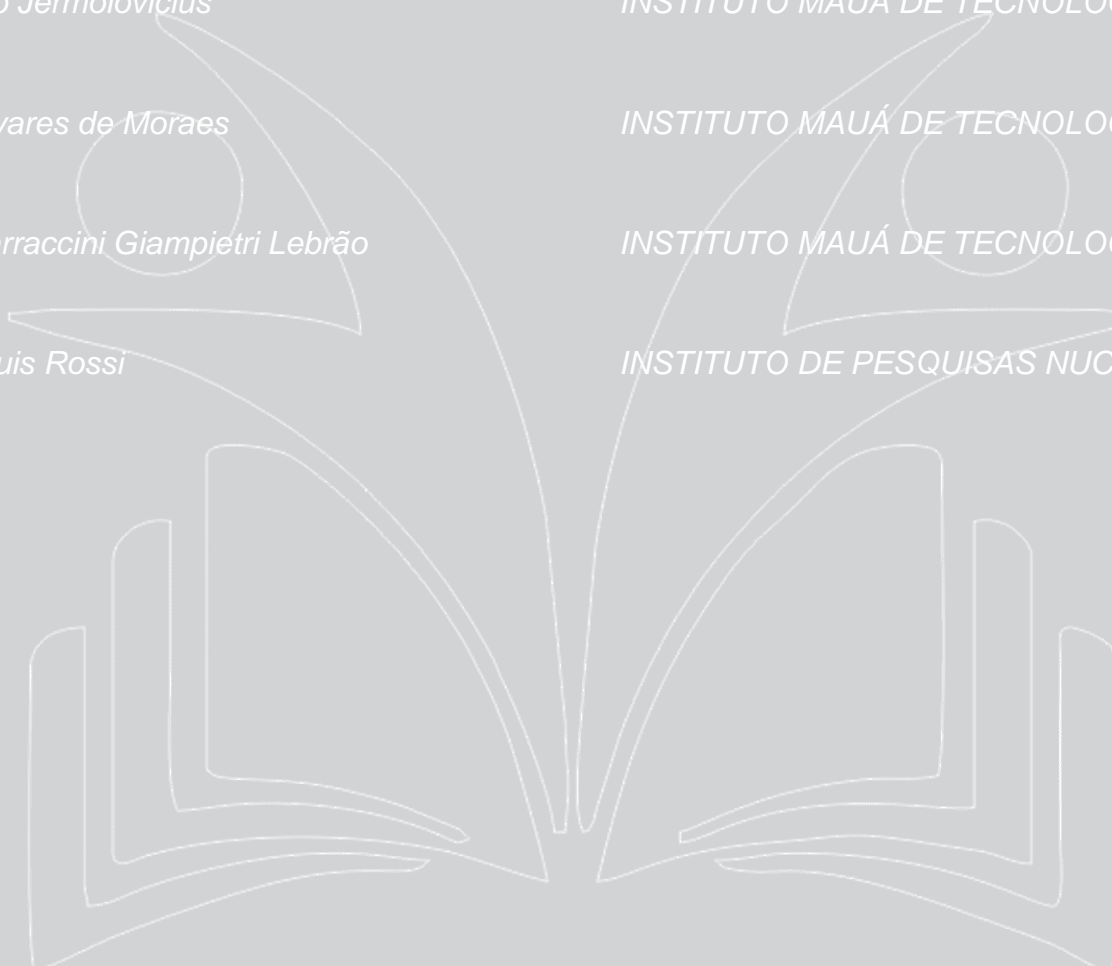 o Jermolovicius INSTITUTO MAUÁ DE TECNOLO
vares de Moraes INSTITUTO MAUÁ DE TECNOLO
rraccini Giampietri Lebrão INSTITUTO MAUÁ DE TECNOLO
uis Rossi INSTITUTO DE PESQUISAS NUC